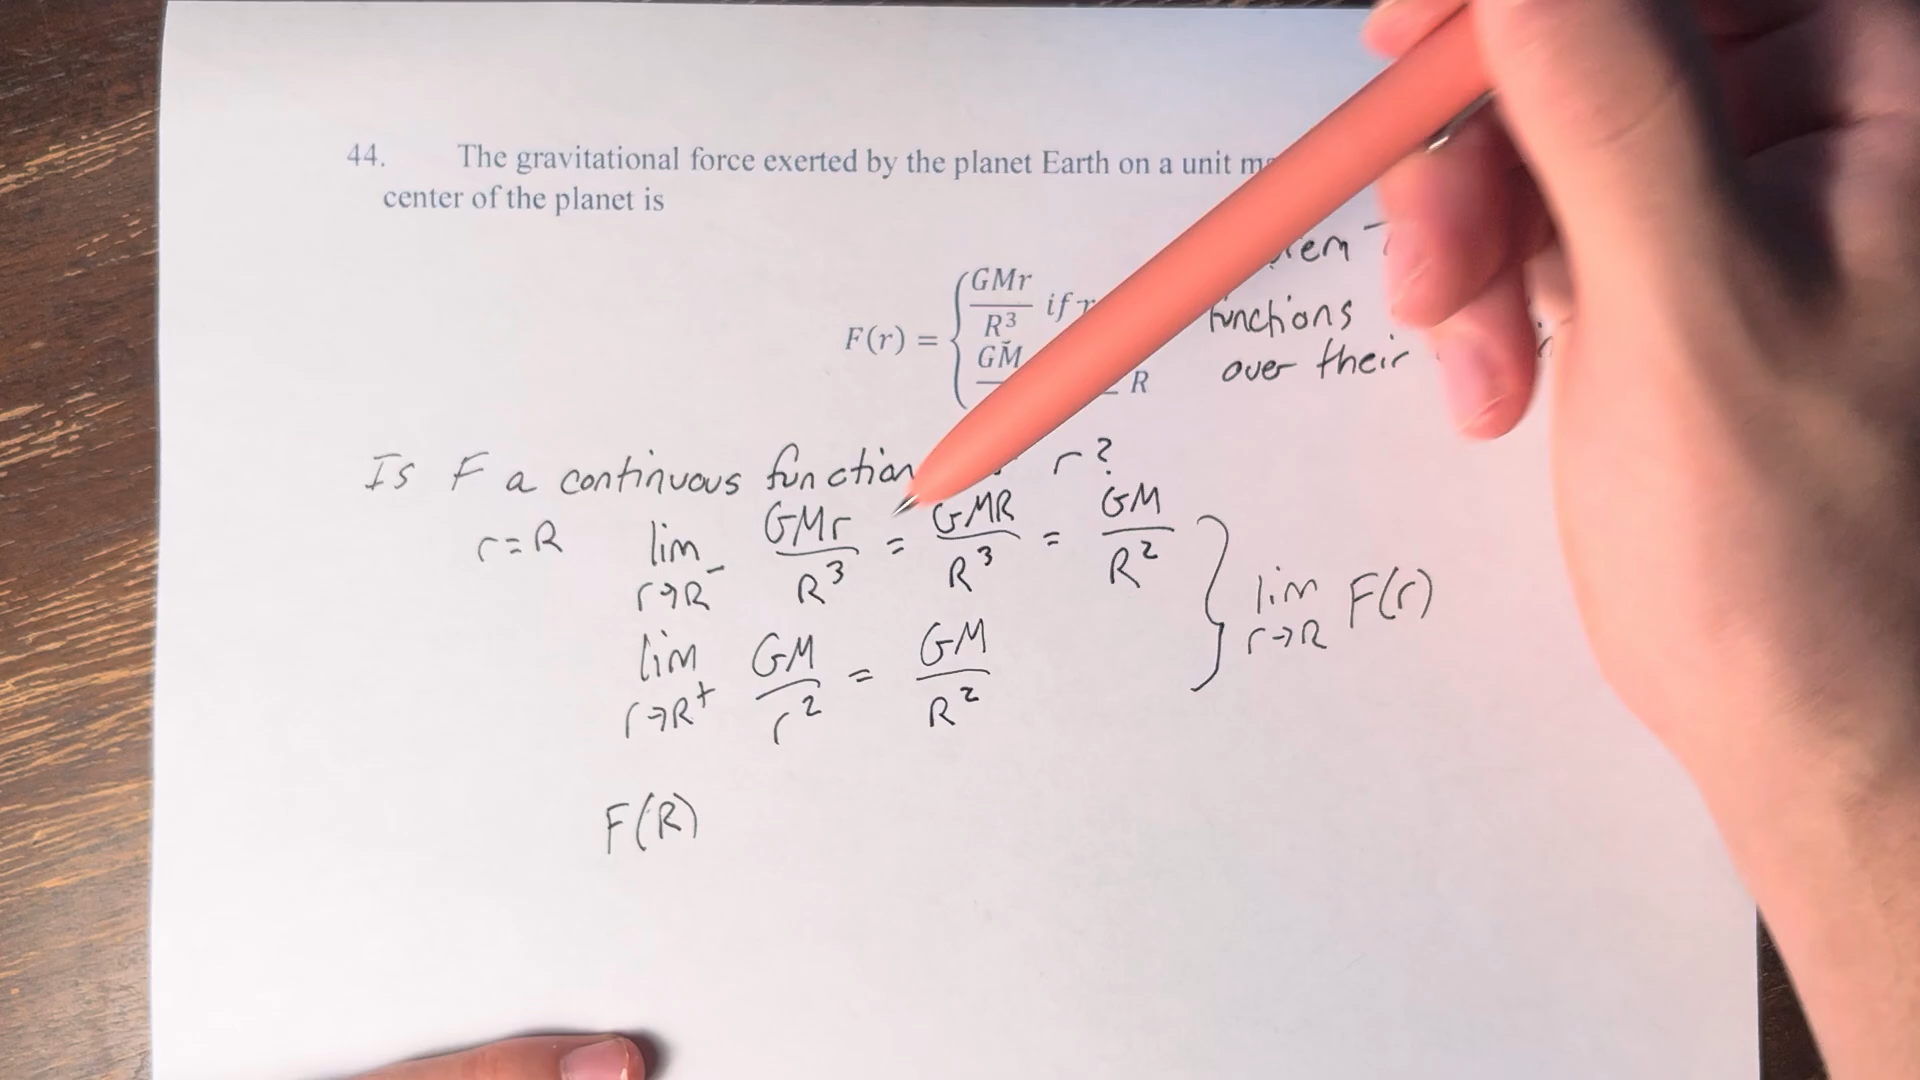 44. The gravitational force exerted by the planet Earth on a unit
center of the planet is
F(r) = { GMr / R³ if r
GM / R
functions
over their
Is F a continuous function r?
r=R lim r→R⁻ GMr / R³ = GMR / R³ = GM / R²
lim r→R⁺ GM / r² = GM / R²
} lim r→R F(r)
F(R)